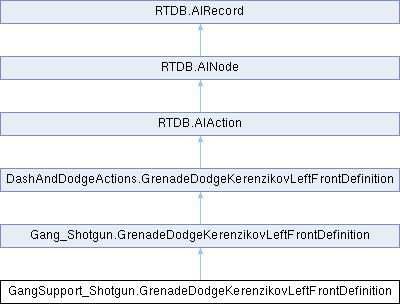 RTDB.AIRecord
RTDB.AINode
RTDB.AIAction
DashAndDodgeActions.GrenadeDodgeKerenzikovLeftFrontDefinition
Gang_Shotgun.GrenadeDodgeKerenzikovLeftFrontDefinition
GangSupport_Shotgun.GrenadeDodgeKerenzikovLeftFrontDefinition